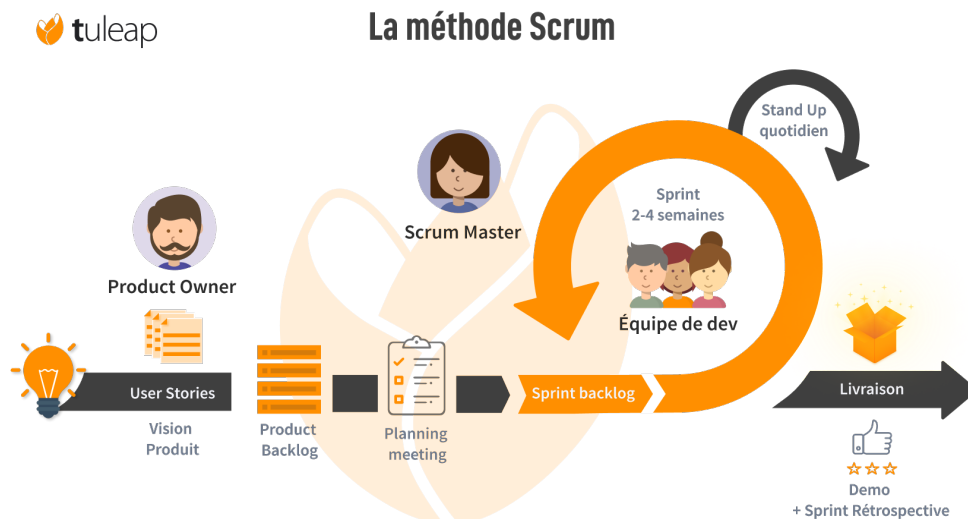 tuleap
La méthode Scrum
Stand Up
quotidien
Sprint
2-4 semaines
Scrum Master
Product Owner
Équipe de dev
User Stories
Sprint backlog
Livraison
Vision
Produit
Product
Backlog
Planning
meeting
Demo
+ Sprint Rétrospective